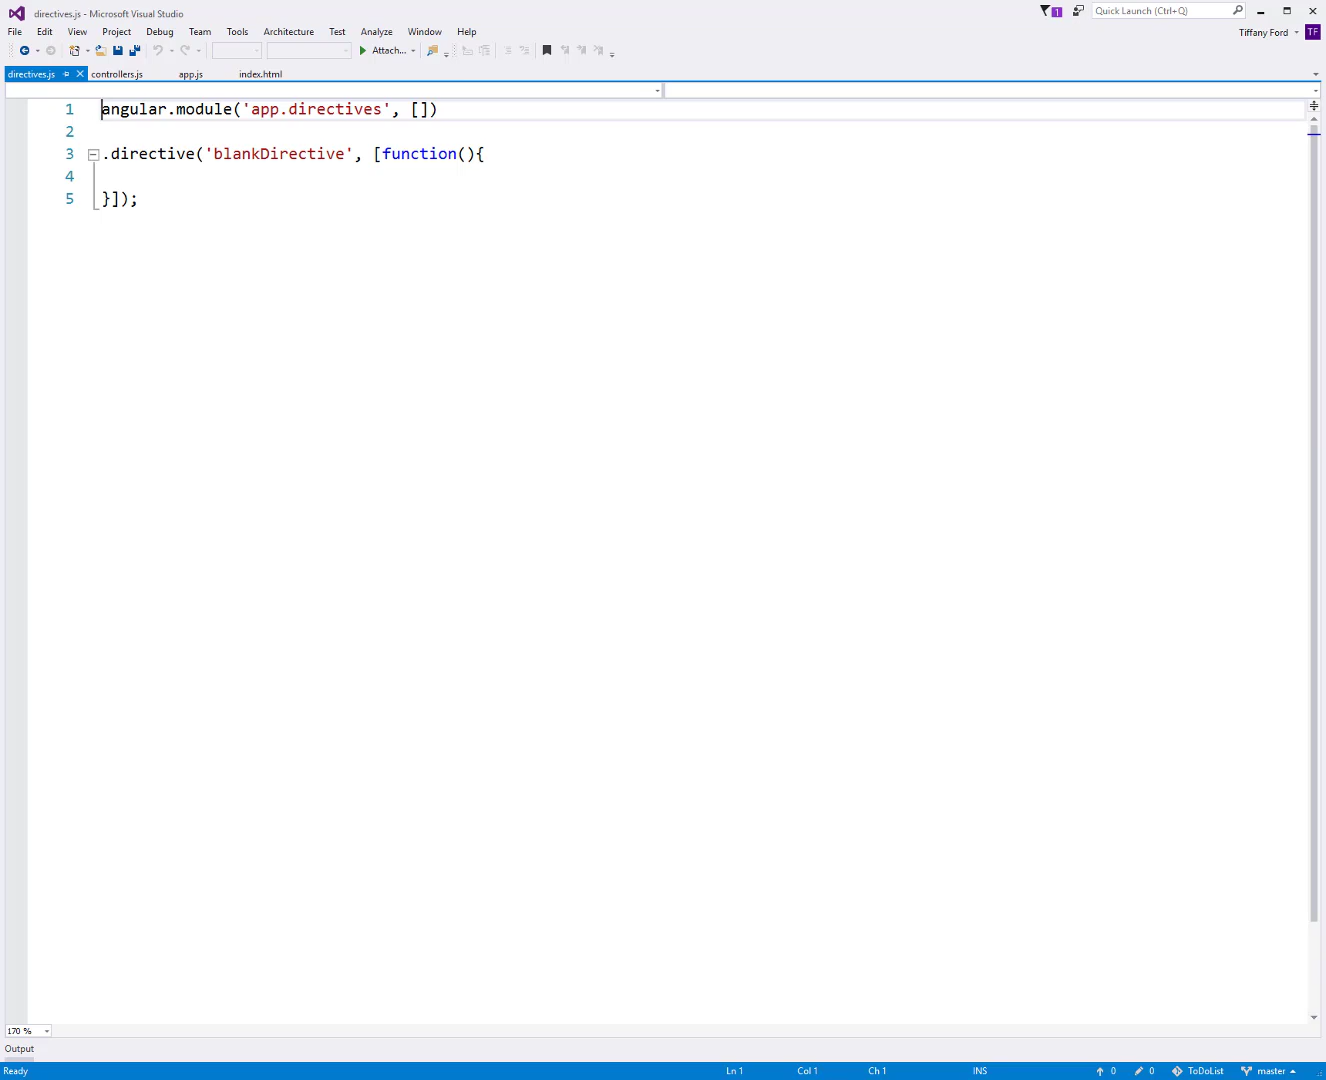 directives.js - Microsoft Visual Studio
1
Quick Launch (Ctrl+Q)
File Edit View Project Debug Team Tools Architecture Test Analyze Window Help
Tiffany Ford TF
Attach...
directives.js controllers.js app.js index.html
1 angular.module('app.directives', [])
2
3 .directive('blankDirective', [function(){
4
5 }]);
170 %
Output
Ready Ln 1 Col 1 Ch 1 INS 0 0 ToDoList master